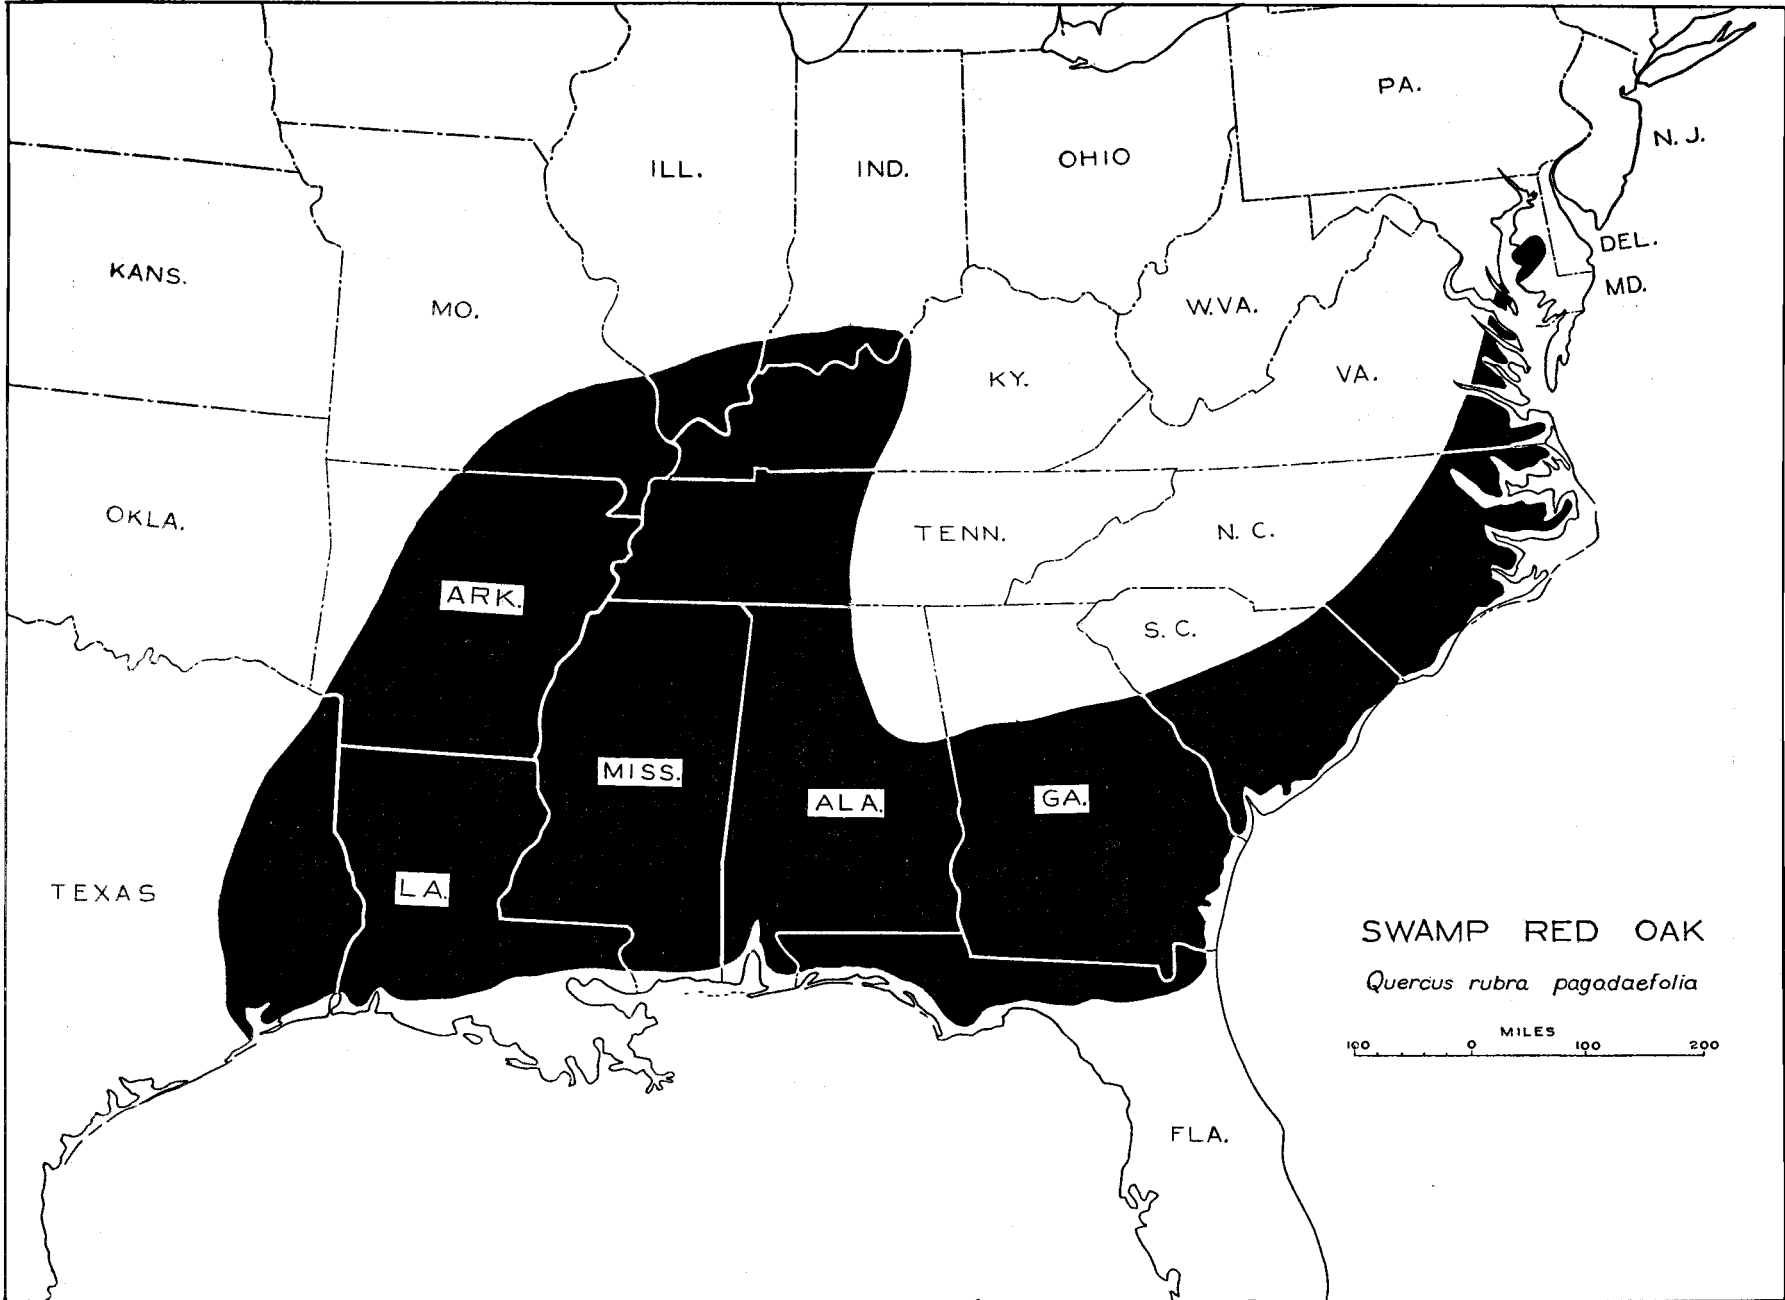 PA.
N. J.
OHIO
ILL.
IND.
DEL.
KANS.
MD.
MO.
W.VA.
KY.
VA.
OKLA.
TENN.
N. C.
ARK.
S. C.
MISS.
ALA.
GA.
LA.
TEXAS
SWAMP RED OAK
Quercus rubra pagodaefolia
MILES
100 0 100 200
FLA.